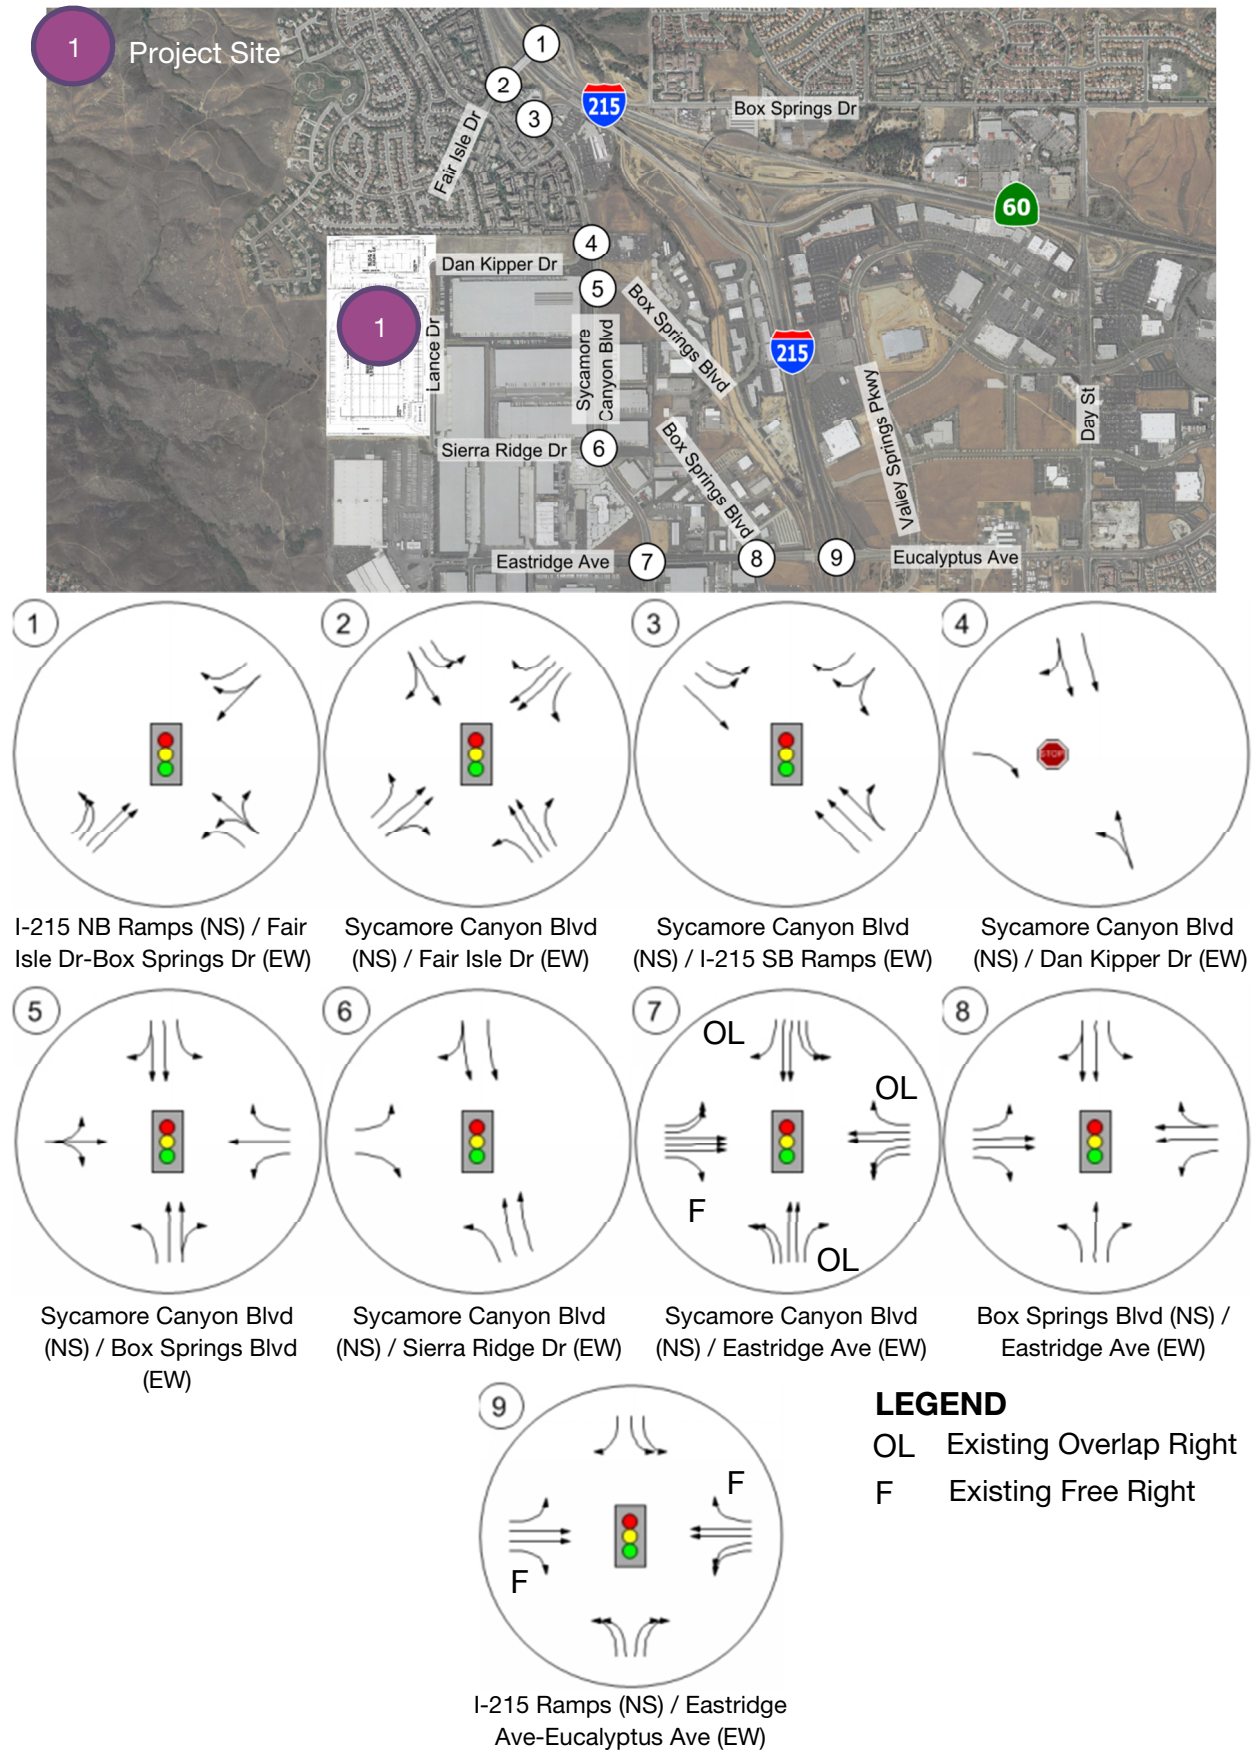 1 Project Site
1
2
3
215
Box Springs Dr
Fair Isle Dr
60
4
Dan Kipper Dr
5
1
Lance Dr
Sycamore
Canyon Blvd
Box Springs Blvd
215
Valley Springs Pkwy
Day St
Sierra Ridge Dr
6
Box Springs Blvd
Eastridge Ave
7
8
9
Eucalyptus Ave
1
I-215 NB Ramps (NS) / Fair
Isle Dr-Box Springs Dr (EW)
2
Sycamore Canyon Blvd
(NS) / Fair Isle Dr (EW)
3
Sycamore Canyon Blvd
(NS) / I-215 SB Ramps (EW)
4
STOP
Sycamore Canyon Blvd
(NS) / Dan Kipper Dr (EW)
5
Sycamore Canyon Blvd
(NS) / Box Springs Blvd
(EW)
6
Sycamore Canyon Blvd
(NS) / Sierra Ridge Dr (EW)
7
OL
OL
F
OL
Sycamore Canyon Blvd
(NS) / Eastridge Ave (EW)
8
Box Springs Blvd (NS) /
Eastridge Ave (EW)
9
F
F
I-215 Ramps (NS) / Eastridge
Ave-Eucalyptus Ave (EW)
LEGEND
OL Existing Overlap Right
F Existing Free Right